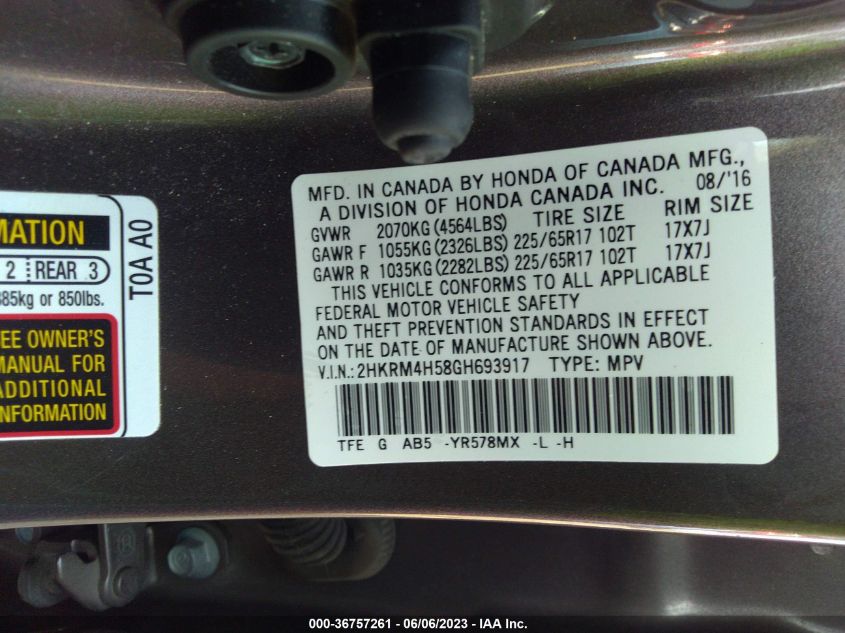 MATION
2 REAR 3
385kg or 850lbs.
EE OWNER'S
MANUAL FOR
ADDITIONAL
INFORMATION
T0A A0
MFD. IN CANADA BY HONDA OF CANADA MFG.,
A DIVISION OF HONDA CANADA INC. 08/'16
GVWR 2070KG(4564LBS) TIRE SIZE RIM SIZE
GAWR F 1055KG(2326LBS) 225/65R17 102T 17X7J
GAWR R 1035KG(2282LBS) 225/65R17 102T 17X7J
THIS VEHICLE CONFORMS TO ALL APPLICABLE
FEDERAL MOTOR VEHICLE SAFETY
AND THEFT PREVENTION STANDARDS IN EFFECT
ON THE DATE OF MANUFACTURE SHOWN ABOVE.
V.I.N.:2HKRM4H58GH693917 TYPE: MPV
TFE G AB5 -YR578MX -L -H
000-36757261 - 06/06/2023 - IAA Inc.